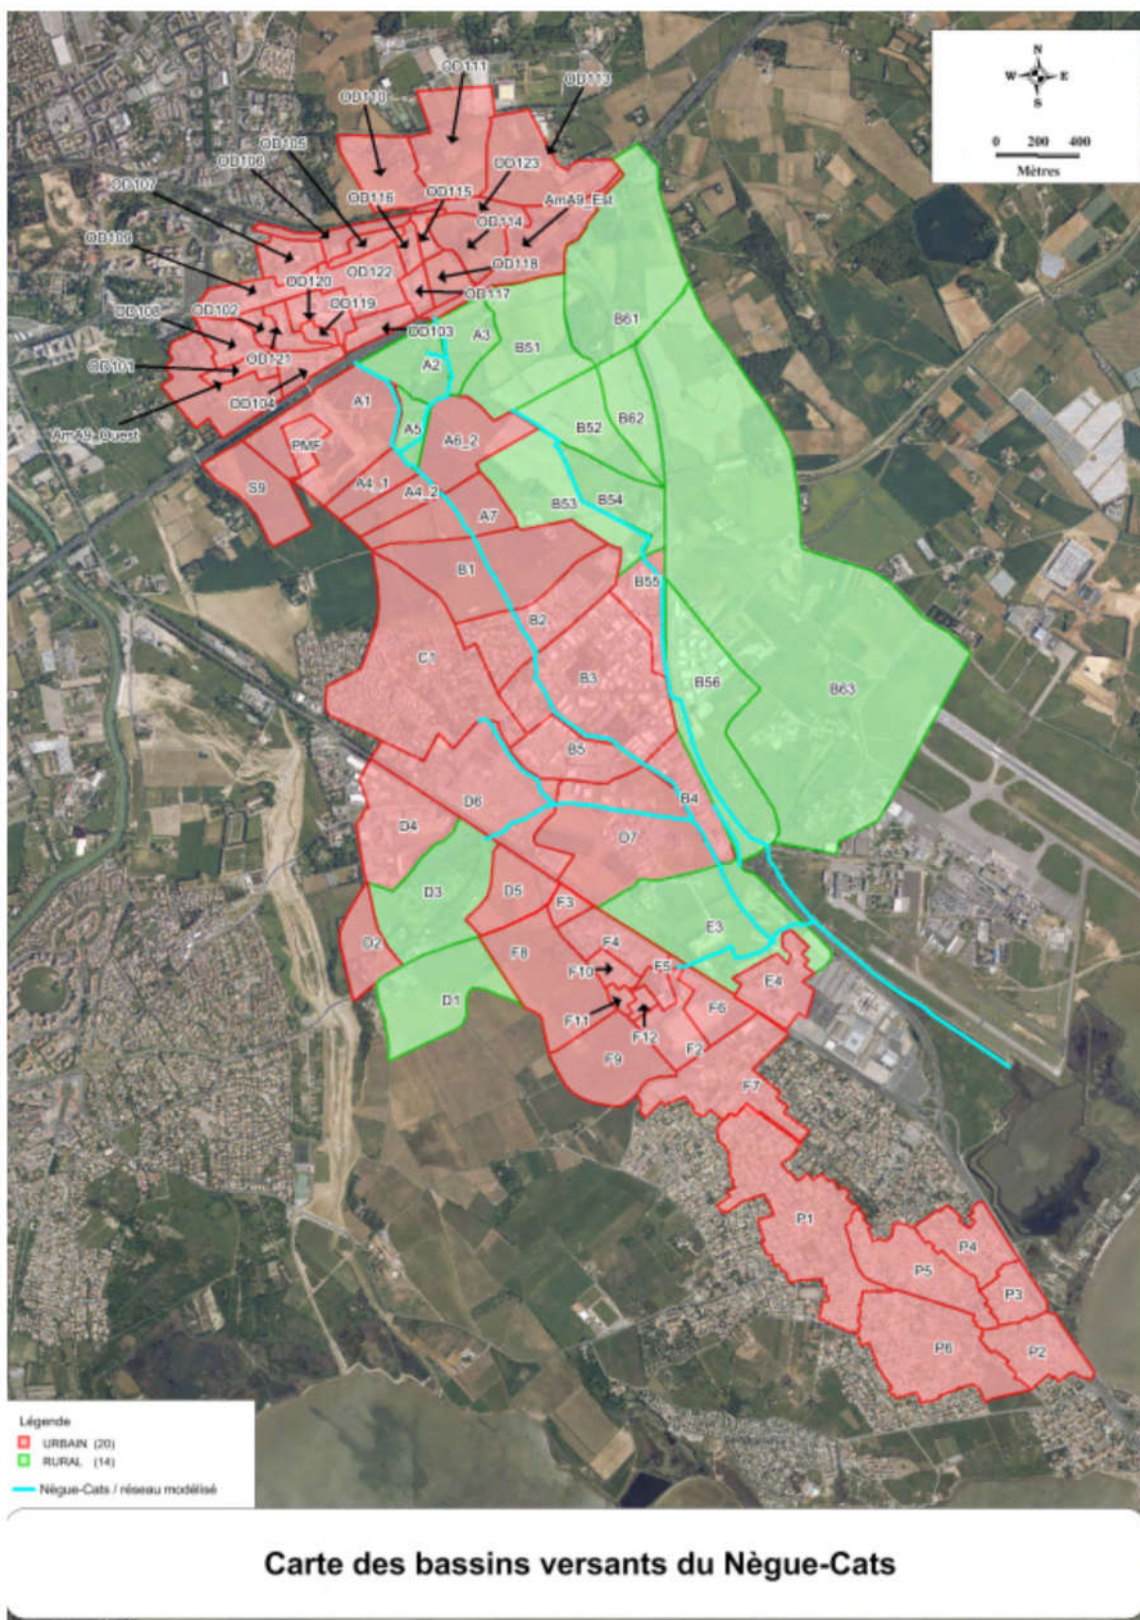 N
W E
S
0 200 400
Mètres
OD111
OD110
OD113
OD105
OD106
OD123
OD107
OD116
OD115
AmA9_Est
OD114
OD109
OD122
OD118
OD120
OD117
OD102
OD119
OD108
OD103
OD121
OD101
OD104
AmA9_Ouest
B61
A3
B51
A2
A1
B62
B52
A5
A6_2
PMF
S9
A4_1
A4_2
B53
B54
A7
B1
B55
B2
C1
B3
B56
B63
B5
D6
B4
D4
D7
D3
D5
F3
D2
F8
F4
E3
F10
F5
D1
F6
E4
F11
F12
F2
F9
F7
P1
P4
P5
P3
P6
P2
Légende
URBAIN (20)
RURAL (14)
Nègue-Cats / réseau modélisé
Carte des bassins versants du Nègue-Cats